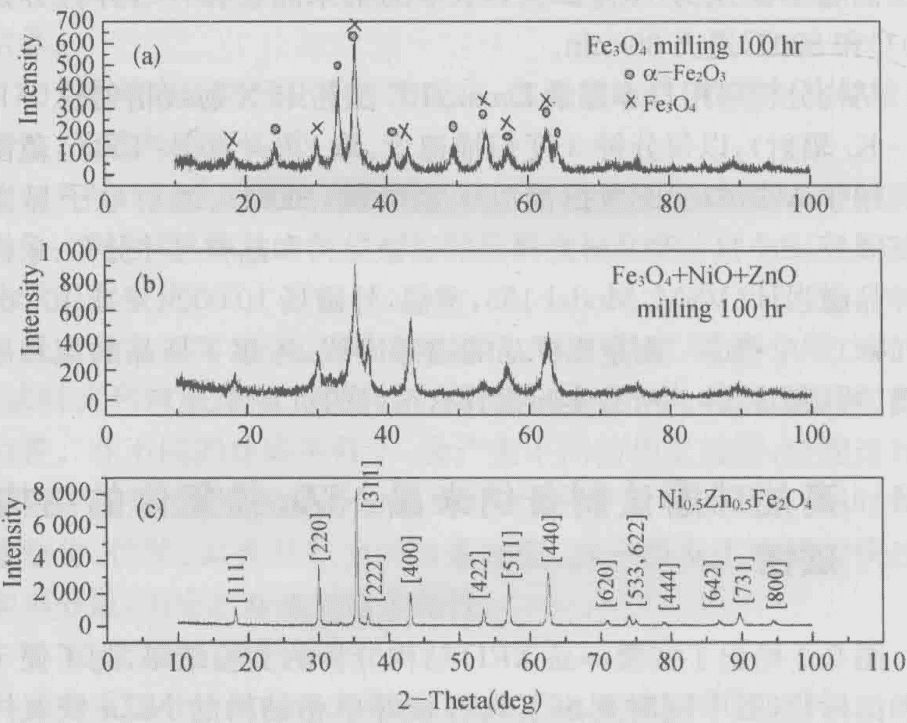 700
600
500
400
300
200
100
0
Intensity
(a)
Fe₃O₄ milling 100 hr
α−Fe₂O₃
× Fe₃O₄
0 20 40 60 80 100
1 000
800
600
400
200
0
Intensity
(b)
Fe₃O₄+NiO+ZnO
milling 100 hr
0 20 40 60 80 100
8 000
6 000
4 000
2 000
0
Intensity
(c)
Ni₀.₅Zn₀.₅Fe₂O₄
[111]
[220]
[311]
[222]
[400]
[422]
[511]
[440]
[620]
[535, 622]
[444]
[642]
[731]
[800]
0 10 20 30 40 50 60 70 80 90 100 110
2−Theta(deg)